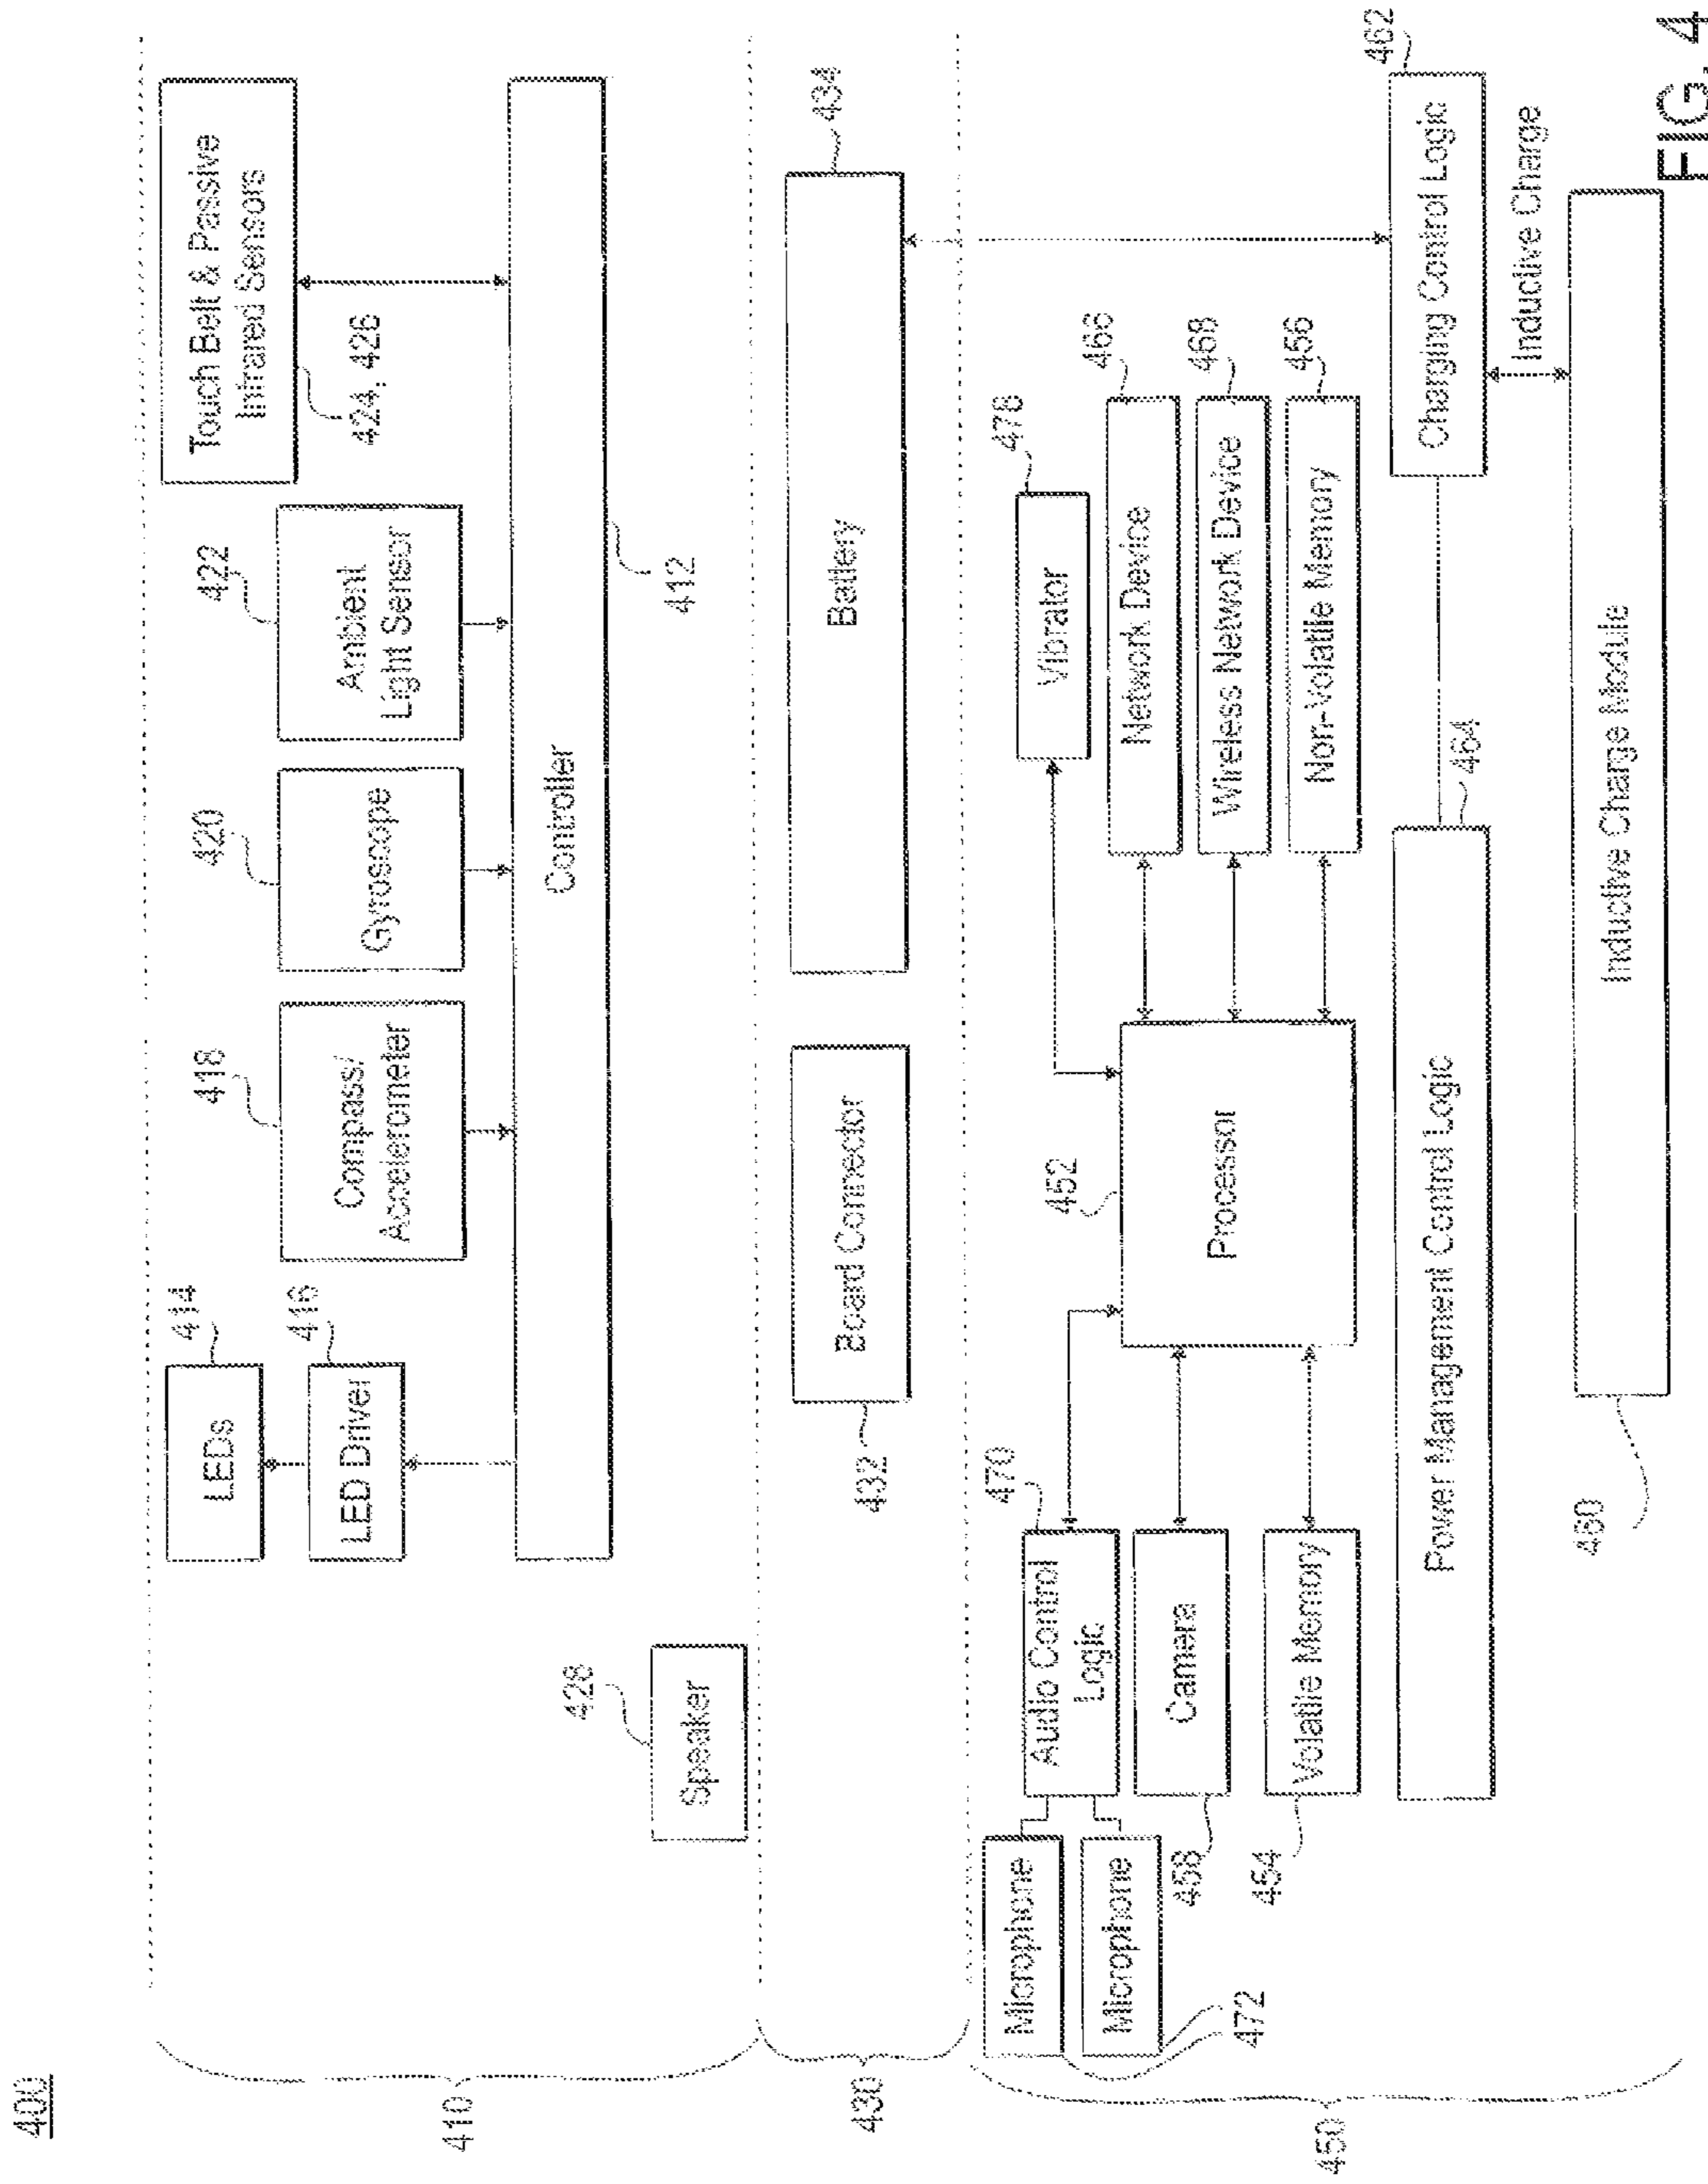 400
410
LEDs
414
LED Driver
416
Compass/
Accelerometer
418
Gyroscope
420
Ambient
Light Sensor
422
Touch Belt & Passive
Infrared Sensors
424, 426
Controller
412
Speaker
428
430
Board Connector
432
Battery
434
450
Microphone
Microphone
472
Audio Control
Logic
470
Camera
458
Volatile Memory
454
Processor
452
Vibrator
Network Device
466
Wireless Network Device
468
Non-Volatile Memory
456
Power Management Control Logic
464
Charging Control Logic
462
Inductive Charge
Inductive Charge Module
460
FIG. 4